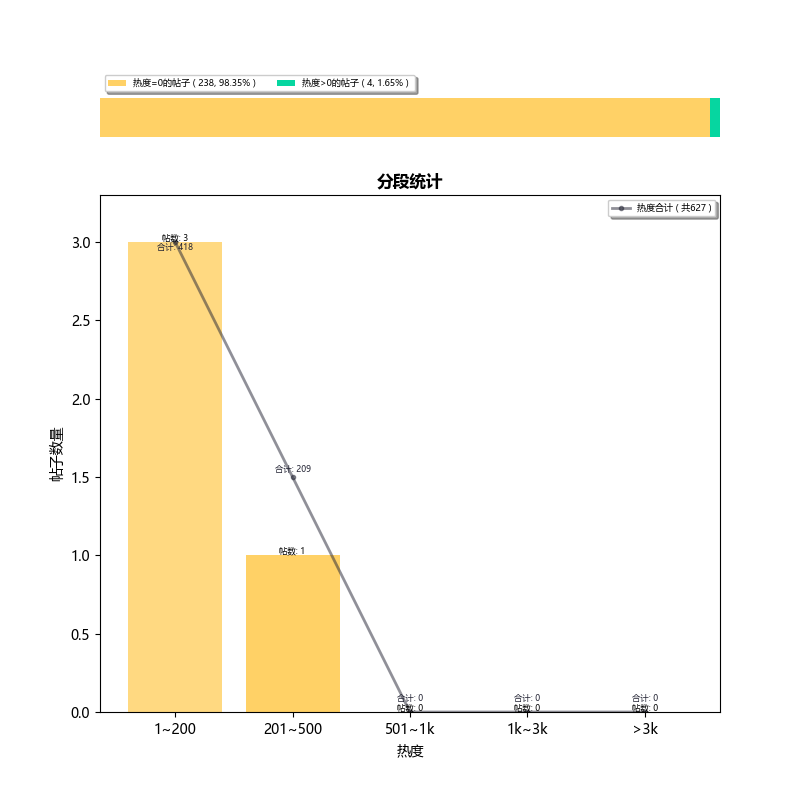 热度=0的帖子 ( 238, 98.35% ) 热度>0的帖子 ( 4, 1.65% )
分段统计
热度合计 ( 共627 )
3.0
2.5
2.0
1.5
1.0
0.5
0.0
帖子数量
帖数: 3
合计: 418
合计: 209
帖数: 1
合计: 0
帖数: 0
合计: 0
帖数: 0
合计: 0
帖数: 0
1~200 201~500 501~1k 1k~3k >3k
热度